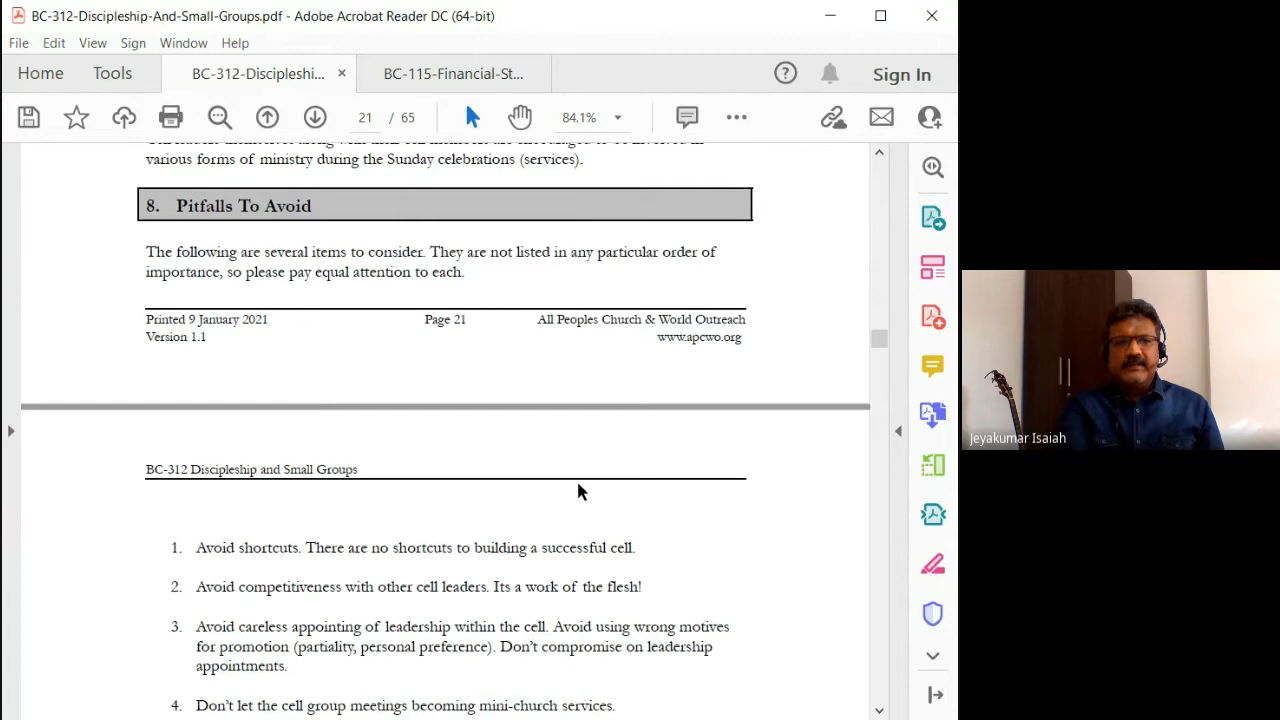 BC-312-Discipleship-And-Small-Groups.pdf - Adobe Acrobat Reader DC (64-bit)
File Edit View Sign Window Help
Home Tools BC-312-Discipleshi... × BC-115-Financial-St... Sign In
21 / 65 84.1%
various forms of ministry during the Sunday celebrations (services).
8. Pitfalls To Avoid
The following are several items to consider. They are not listed in any particular order of
importance, so please pay equal attention to each.
Printed 9 January 2021 Page 21 All Peoples Church & World Outreach
Version 1.1 www.apcwo.org
BC-312 Discipleship and Small Groups
1. Avoid shortcuts. There are no shortcuts to building a successful cell.
2. Avoid competitiveness with other cell leaders. Its a work of the flesh!
3. Avoid careless appointing of leadership within the cell. Avoid using wrong motives
for promotion (partiality, personal preference). Don't compromise on leadership
appointments.
4. Don't let the cell group meetings becoming mini-church services.
Jeyakumar Isaiah